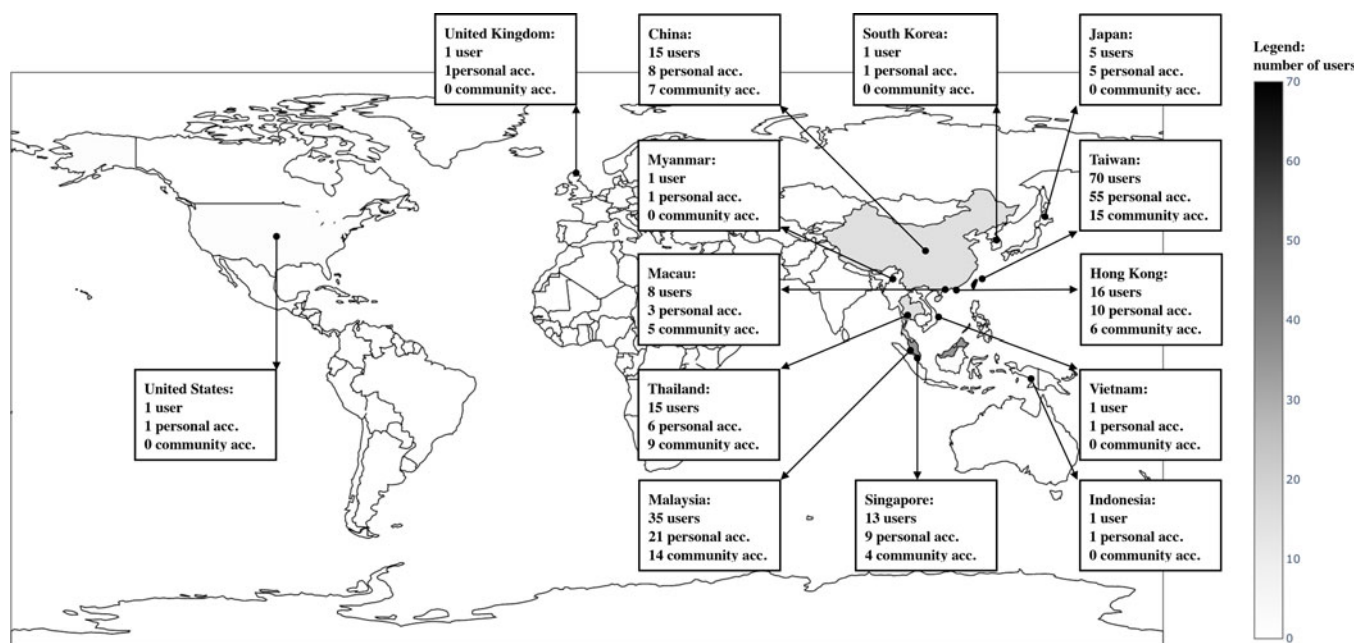 United Kingdom:
1 user
1personal acc.
0 community acc.
China:
15 users
8 personal acc.
7 community acc.
South Korea:
1 user
1 personal acc.
0 community acc.
Japan:
5 users
5 personal acc.
0 community acc.
Legend:
number of users
70
60
50
40
30
20
10
0
Myanmar:
1 user
1 personal acc.
0 community acc.
Taiwan:
70 users
55 personal acc.
15 community acc.
Macau:
8 users
3 personal acc.
5 community acc.
Hong Kong:
16 users
10 personal acc.
6 community acc.
United States:
1 user
1 personal acc.
0 community acc.
Thailand:
15 users
6 personal acc.
9 community acc.
Vietnam:
1 user
1 personal acc.
0 community acc.
Malaysia:
35 users
21 personal acc.
14 community acc.
Singapore:
13 users
9 personal acc.
4 community acc.
Indonesia:
1 user
1 personal acc.
0 community acc.